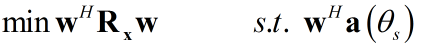 min w^H R_x w s.t. w^H a(θ_s)